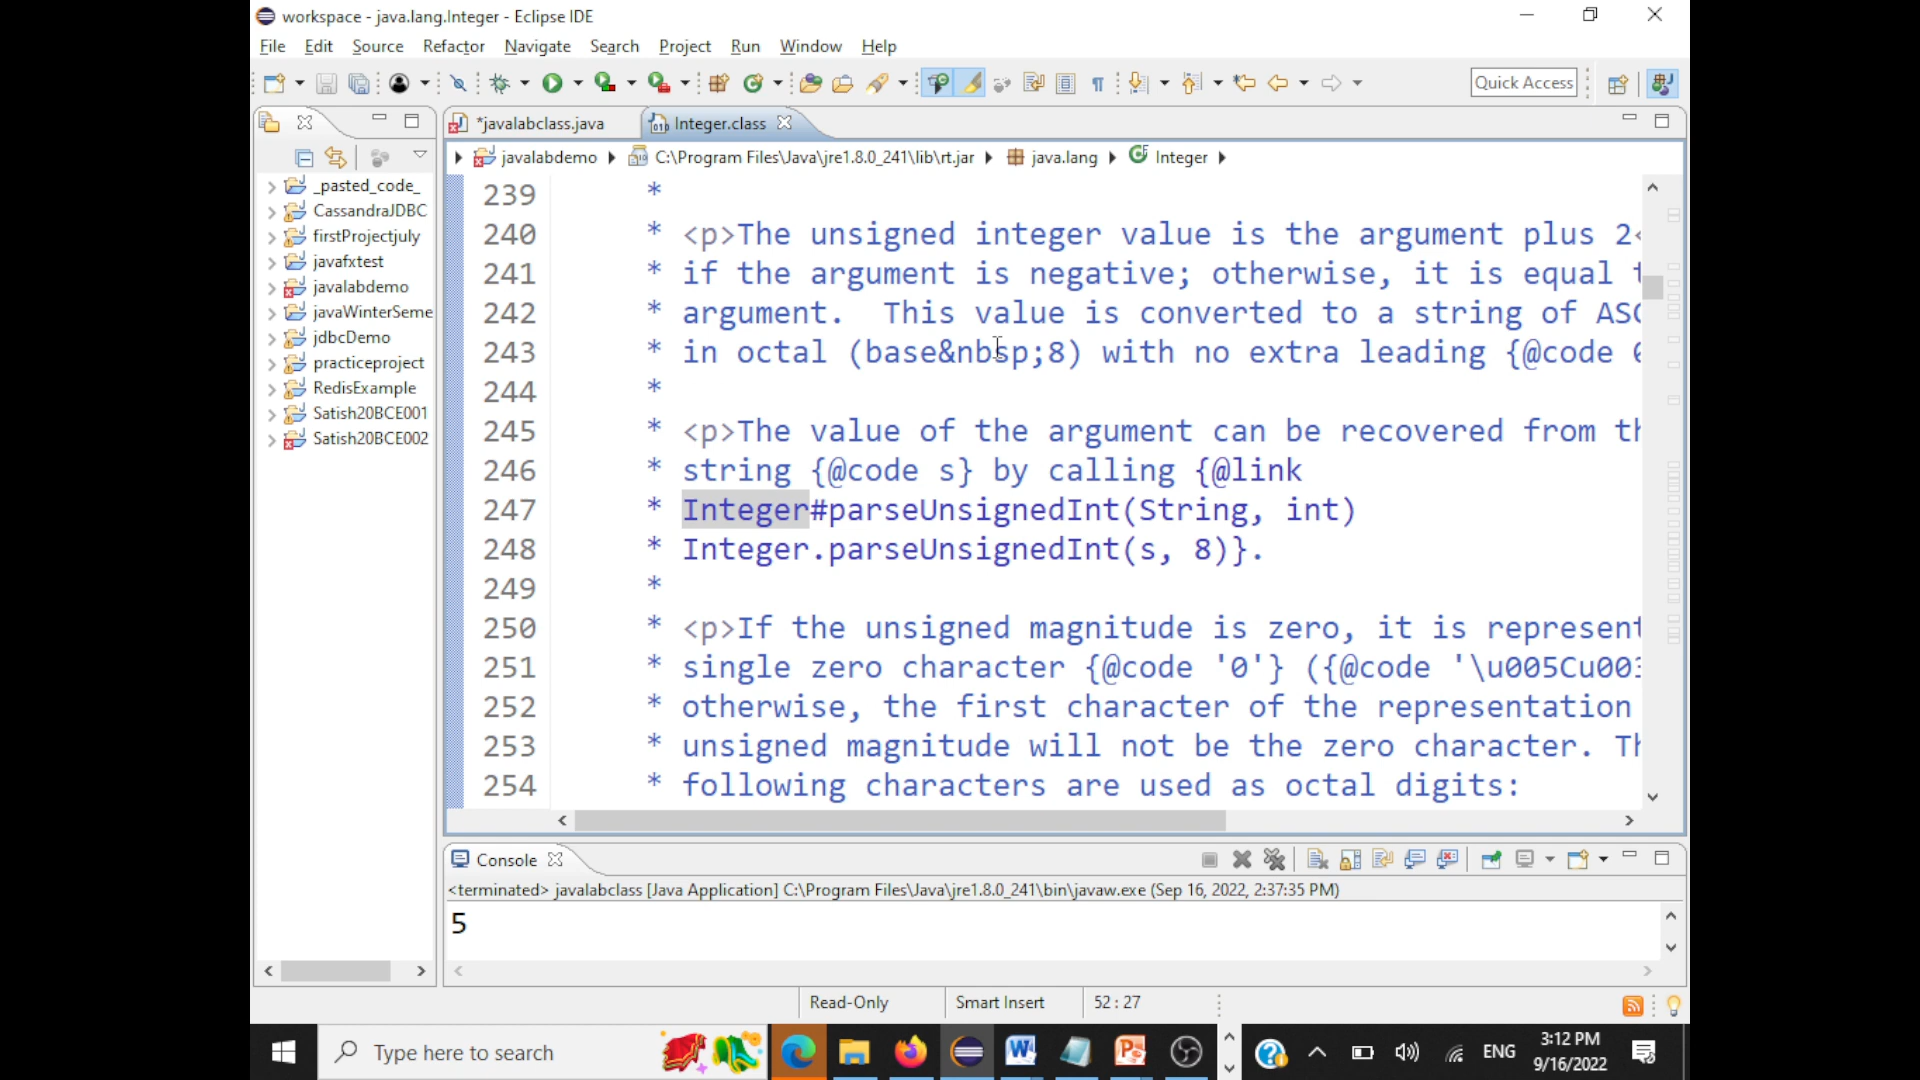 workspace - java.lang.Integer - Eclipse IDE
File Edit Source Refactor Navigate Search Project Run Window Help
Quick Access
*javalabclass.java
Integer.class
javalabdemo
C:\Program Files\Java\jre1.8.0_241\lib\rt.jar
java.lang
Integer
_pasted_code_
CassandraJDBC
firstProjectjuly
javafxtest
javalabdemo
javaWinterSeme
jdbcDemo
practiceproject
RedisExample
Satish20BCE001
Satish20BCE002
239 *
240 * <p>The unsigned integer value is the argument plus 2<
241 * if the argument is negative; otherwise, it is equal
242 * argument.  This value is converted to a string of ASC
243 * in octal (base&nbsp;8) with no extra leading {@code
244 *
245 * <p>The value of the argument can be recovered from th
246 * string {@code s} by calling {@link
247 * Integer#parseUnsignedInt(String, int)
248 * Integer.parseUnsignedInt(s, 8)}.
249 *
250 * <p>If the unsigned magnitude is zero, it is represent
251 * single zero character {@code '0'} ({@code '\u005Cu003
252 * otherwise, the first character of the representation
253 * unsigned magnitude will not be the zero character. Th
254 * following characters are used as octal digits:
Console
<terminated> javalabclass [Java Application] C:\Program Files\Java\jre1.8.0_241\bin\javaw.exe (Sep 16, 2022, 2:37:35 PM)
5
Read-Only
Smart Insert
52 : 27
Type here to search
ENG
3:12 PM
9/16/2022